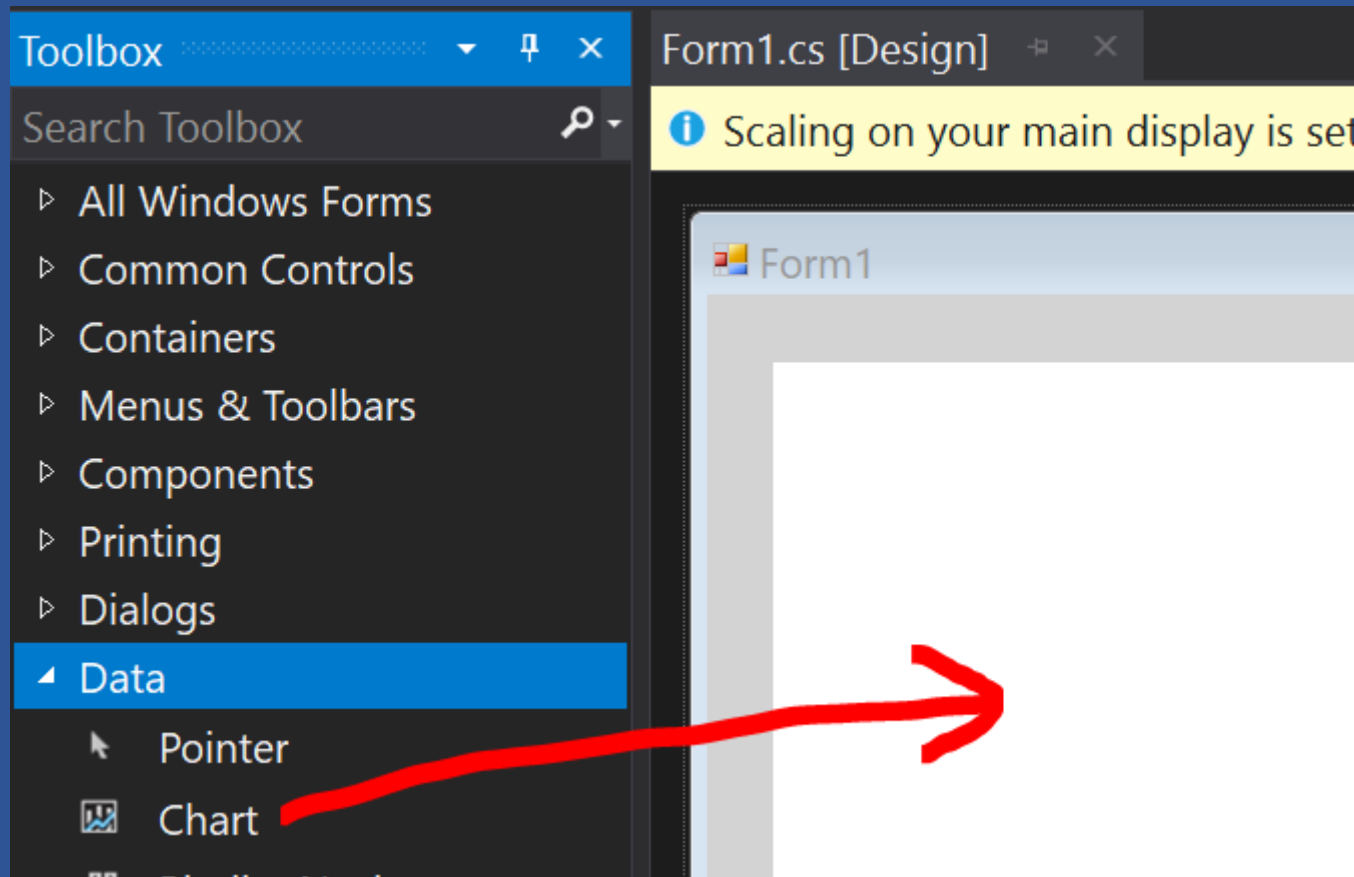 Toolbox
Search Toolbox
All Windows Forms
Common Controls
Containers
Menus & Toolbars
Components
Printing
Dialogs
Data
Pointer
Chart
Form1.cs [Design]
Scaling on your main display is set
Form1